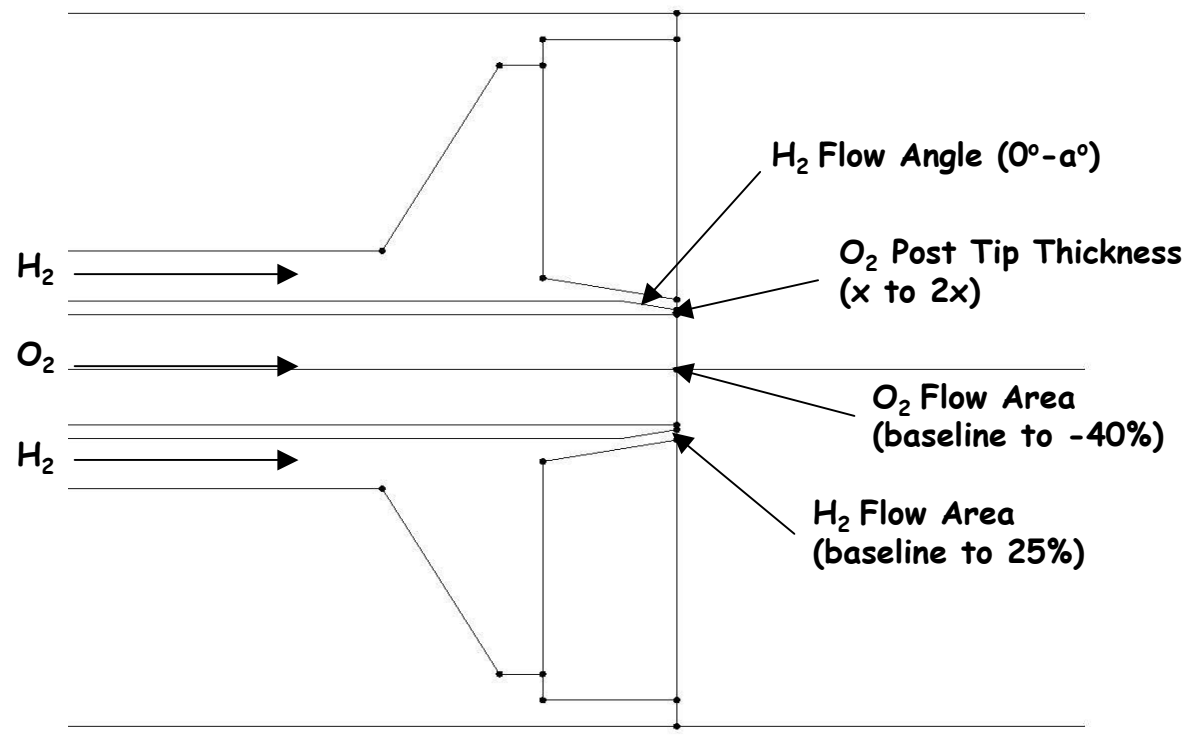 H₂ Flow Angle (0°-a°)
O₂ Post Tip Thickness
(x to 2x)
H₂
O₂
O₂ Flow Area
(baseline to -40%)
H₂
H₂ Flow Area
(baseline to 25%)